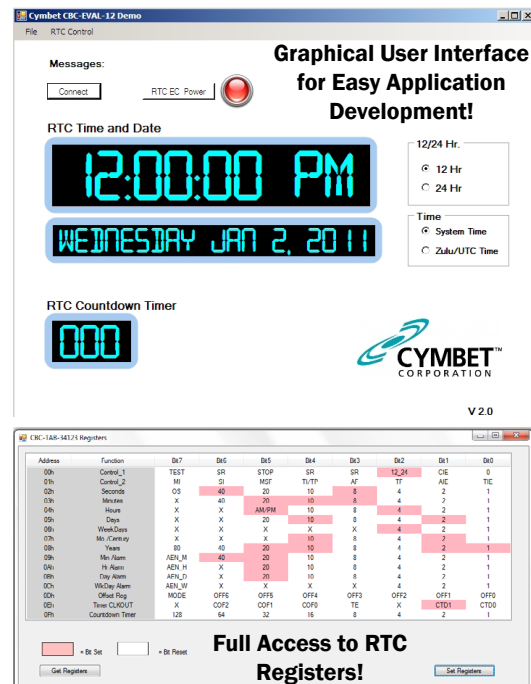 Cymbet CBC-EVAL-12 Demo
File RTC Control
Graphical User Interface
for Easy Application
Development!
Messages:
Connect RTC EC Power
RTC Time and Date
12:00:00 PM
12/24 Hr.
12 Hr
24 Hr
WEDNESDAY JAN 2, 2011
Time
System Time
Zulu/UTC Time
RTC Countdown Timer
000
CYMBET™
CORPORATION
V 2.0
CBC-TAB-34123 Registers
Address Function Bit7 Bit6 Bit5 Bit4 Bit3 Bit2 Bit1 Bit0
00h Control_1 TEST SR STOP SR SR 12_24 CIE 0
01h Control_2 MI SI MSF TI/TP AF TF AIE TIE
02h Seconds OS 40 20 10 8 4 2 1
03h Minutes X 40 20 10 8 4 2 1
04h Hours X X AM/PM 10 8 4 2 1
05h Days X X 20 10 8 4 2 1
06h WeekDays X X X X X 4 2 1
07h Mo./Century X X X 10 8 4 2 1
08h Years 80 40 20 10 8 4 2 1
09h Min Alarm AEN_M 40 20 10 8 4 2 1
0Ah Hr Alarm AEN_H X 20 10 8 4 2 1
0Bh Day Alarm AEN_D X 20 10 8 4 2 1
0Ch WkDay Alarm AEN_W X X X X 4 2 1
0Dh Offset Reg MODE OFF6 OFF5 OFF4 OFF3 OFF2 OFF1 OFF0
0Eh Timer CLKOUT X COF2 COF1 COF0 TE X CTD1 CTD0
0Fh Countdown Timer 128 64 32 16 8 4 2 1
= Bit Set = Bit Reset
Full Access to RTC
Registers!
Get Registers Set Registers